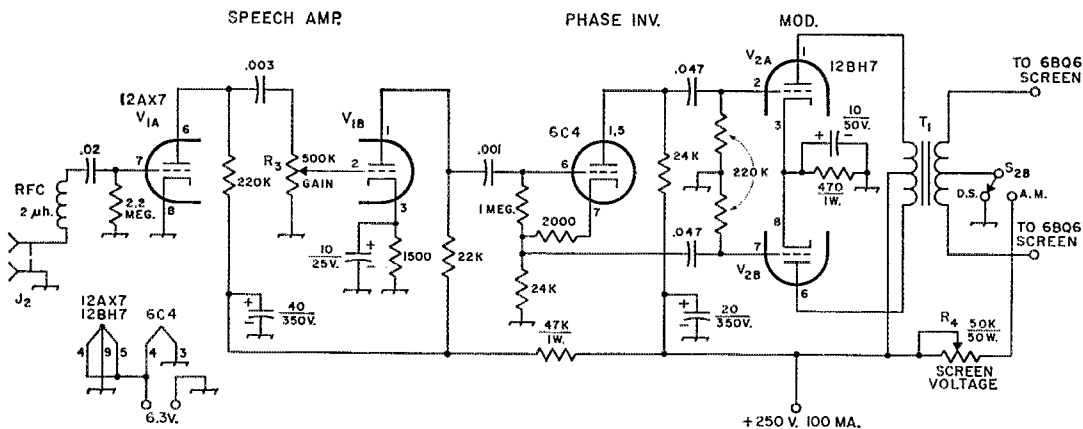 SPEECH AMP.
PHASE INV.
MOD.
.003
12AX7
V1A
6
7
8
.02
RFC
2 μh.
2.2
MEG.
220K
R3
500K
GAIN
V1B
1
2
3
10
25V.
1500
22K
40
350V.
.001
6C4
1,5
6
7
1 MEG.
2000
24K
24K
.047
.047
220K
V2A
12BH7
1
2
3
10
50V.
470
1W.
8
7
V2B
6
T1
TO 6BQ6
SCREEN
S2B
D.S.
A.M.
TO 6BQ6
SCREEN
20
350V.
47K
1W.
R4
50K
50W.
SCREEN
VOLTAGE
+250 V. 100 MA.
J2
12AX7
12BH7
6C4
4
9
5
4
3
6.3V.